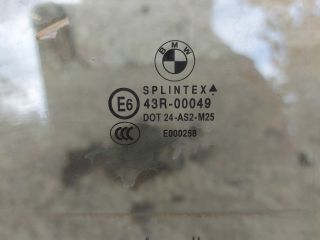 BMW
SPLINTEX
E6 43R-00049
DOT 24-AS2-M25
CCC E000258